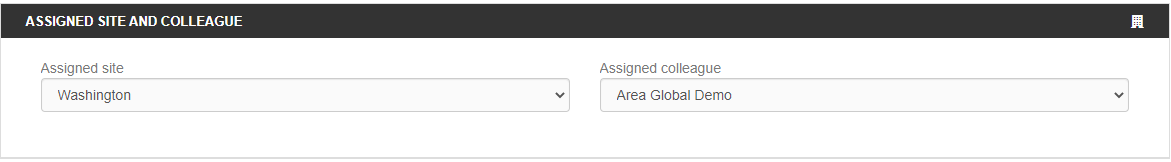 ASSIGNED SITE AND COLLEAGUE
Assigned site
Assigned colleague
Washington
Area Global Demo